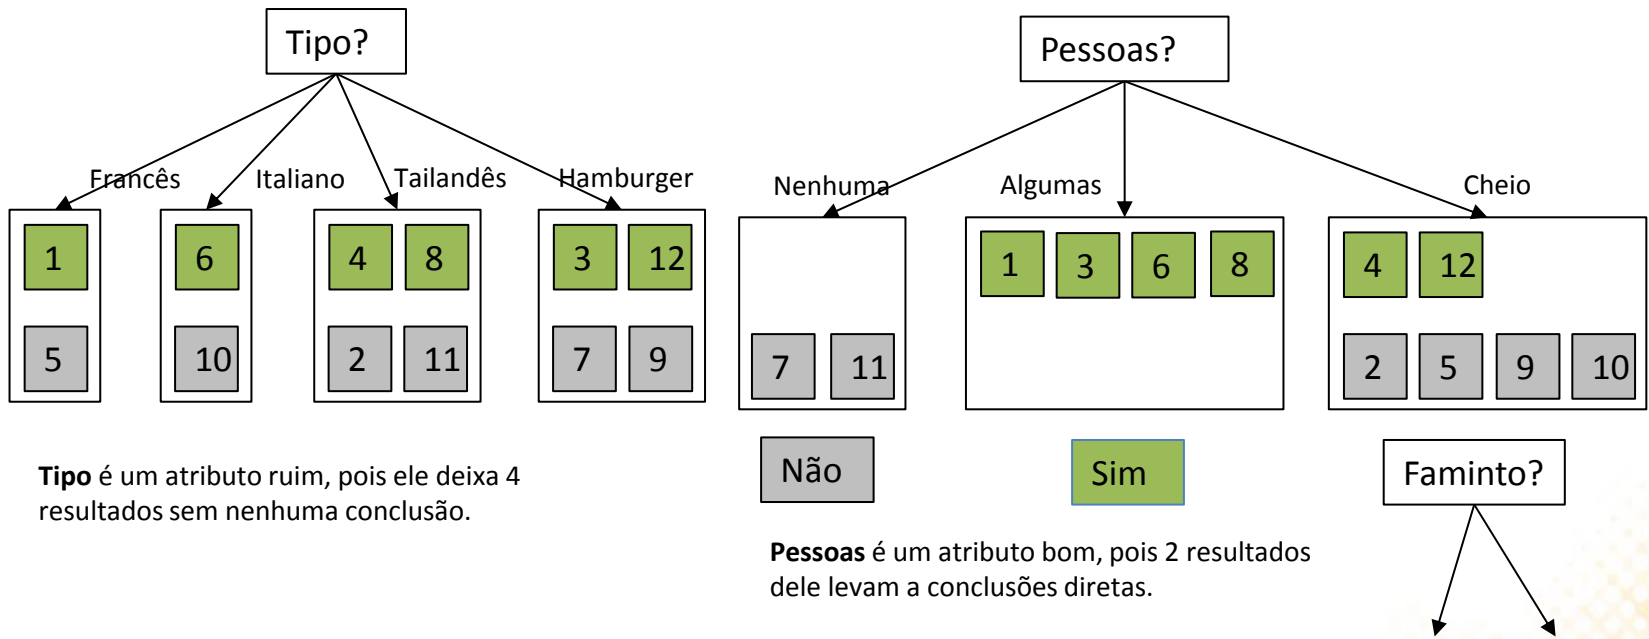 Tipo?
Francês Italiano Tailandês Hamburger
1 6 4 8 3 12
5 10 2 11 7 9
Tipo é um atributo ruim, pois ele deixa 4
resultados sem nenhuma conclusão.
Pessoas?
Nenhuma Algumas Cheio
1 3 6 8 4 12
7 11 2 5 9 10
Não Sim Faminto?
Pessoas é um atributo bom, pois 2 resultados
dele levam a conclusões diretas.